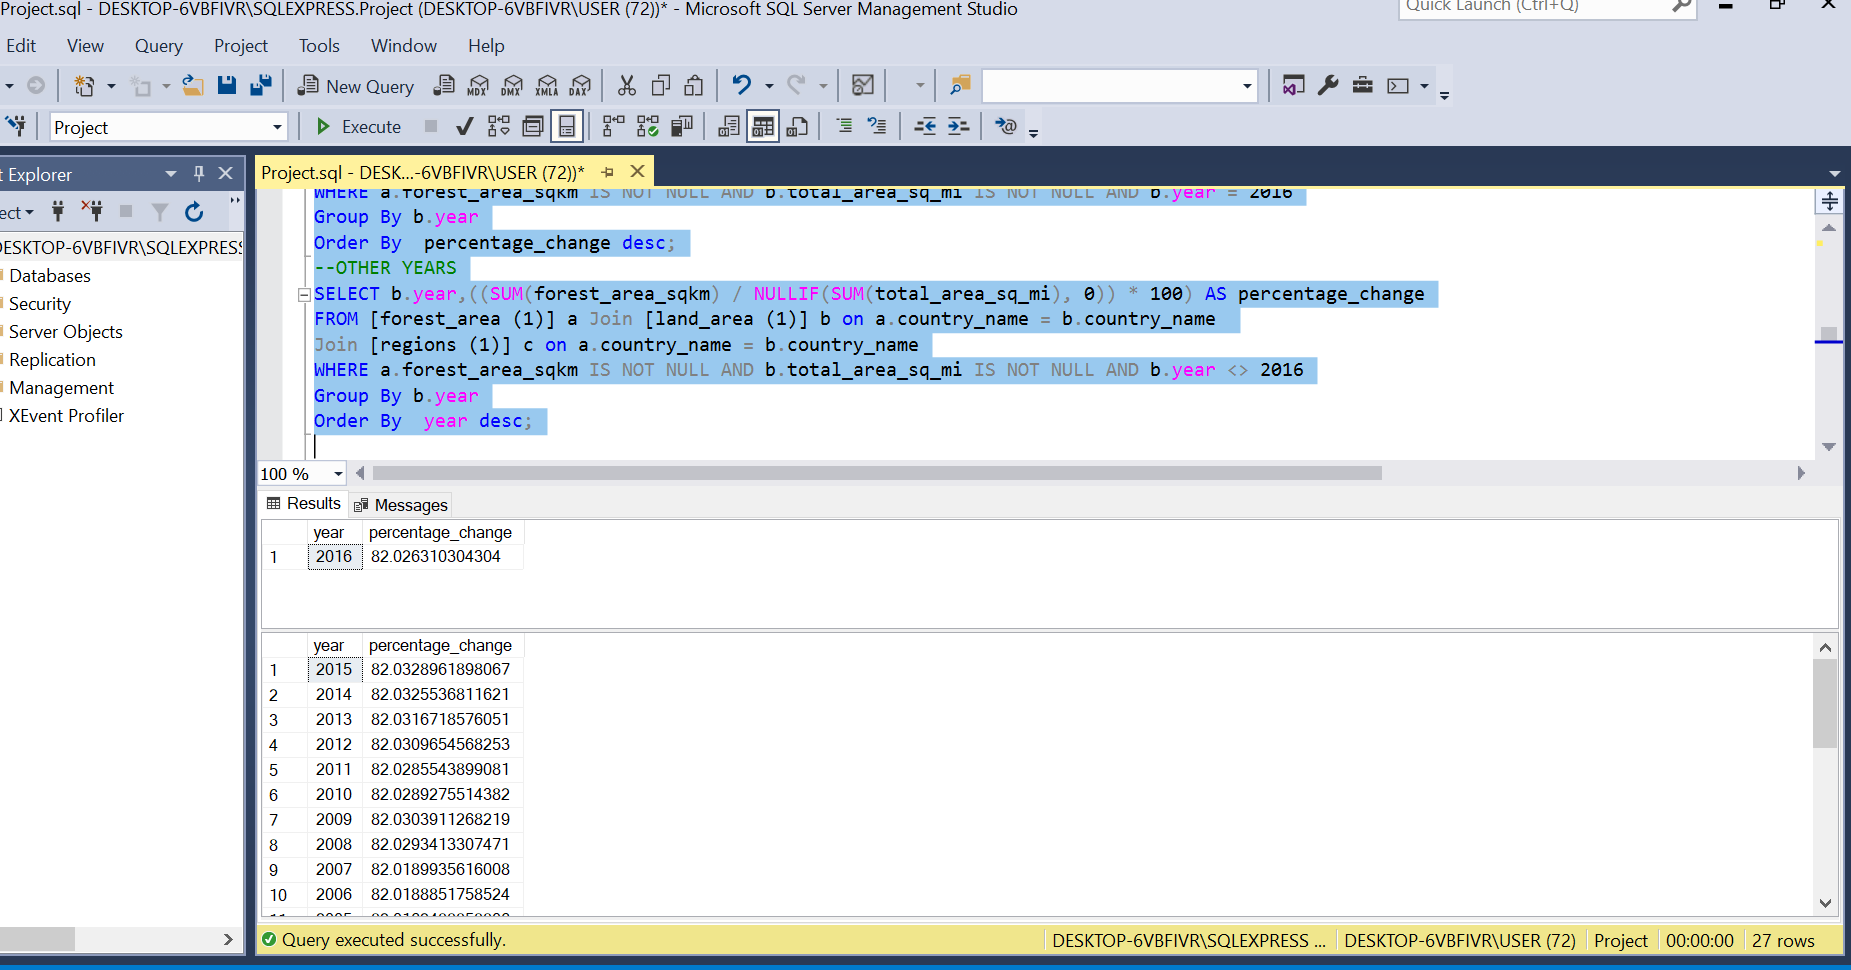 Project.sql - DESKTOP-6VBFIVR\SQLEXPRESS.Project (DESKTOP-6VBFIVR\USER (72))* - Microsoft SQL Server Management Studio
Quick Launch (Ctrl+Q)
Edit View Query Project Tools Window Help
New Query MDX DMX XMLA DAX
Project Execute
t Explorer
Project.sql - DESK...-6VBFIVR\USER (72))*
ect
DESKTOP-6VBFIVR\SQLEXPRESS
Databases
Security
Server Objects
Replication
Management
XEvent Profiler
WHERE a.forest_area_sqkm IS NOT NULL AND b.total_area_sq_mi IS NOT NULL AND b.year = 2016
Group By b.year
Order By  percentage_change desc;
--OTHER YEARS
SELECT b.year,((SUM(forest_area_sqkm) / NULLIF(SUM(total_area_sq_mi), 0)) * 100) AS percentage_change
FROM [forest_area (1)] a Join [land_area (1)] b on a.country_name = b.country_name
Join [regions (1)] c on a.country_name = b.country_name
WHERE a.forest_area_sqkm IS NOT NULL AND b.total_area_sq_mi IS NOT NULL AND b.year <> 2016
Group By b.year
Order By  year desc;
100 %
Results Messages
year percentage_change
1 2016 82.026310304304
year percentage_change
1 2015 82.0328961898067
2 2014 82.0325536811621
3 2013 82.0316718576051
4 2012 82.0309654568253
5 2011 82.0285543899081
6 2010 82.0289275514382
7 2009 82.0303911268219
8 2008 82.0293413307471
9 2007 82.0189935616008
10 2006 82.0188851758524
Query executed successfully.
DESKTOP-6VBFIVR\SQLEXPRESS ... DESKTOP-6VBFIVR\USER (72) Project 00:00:00 27 rows